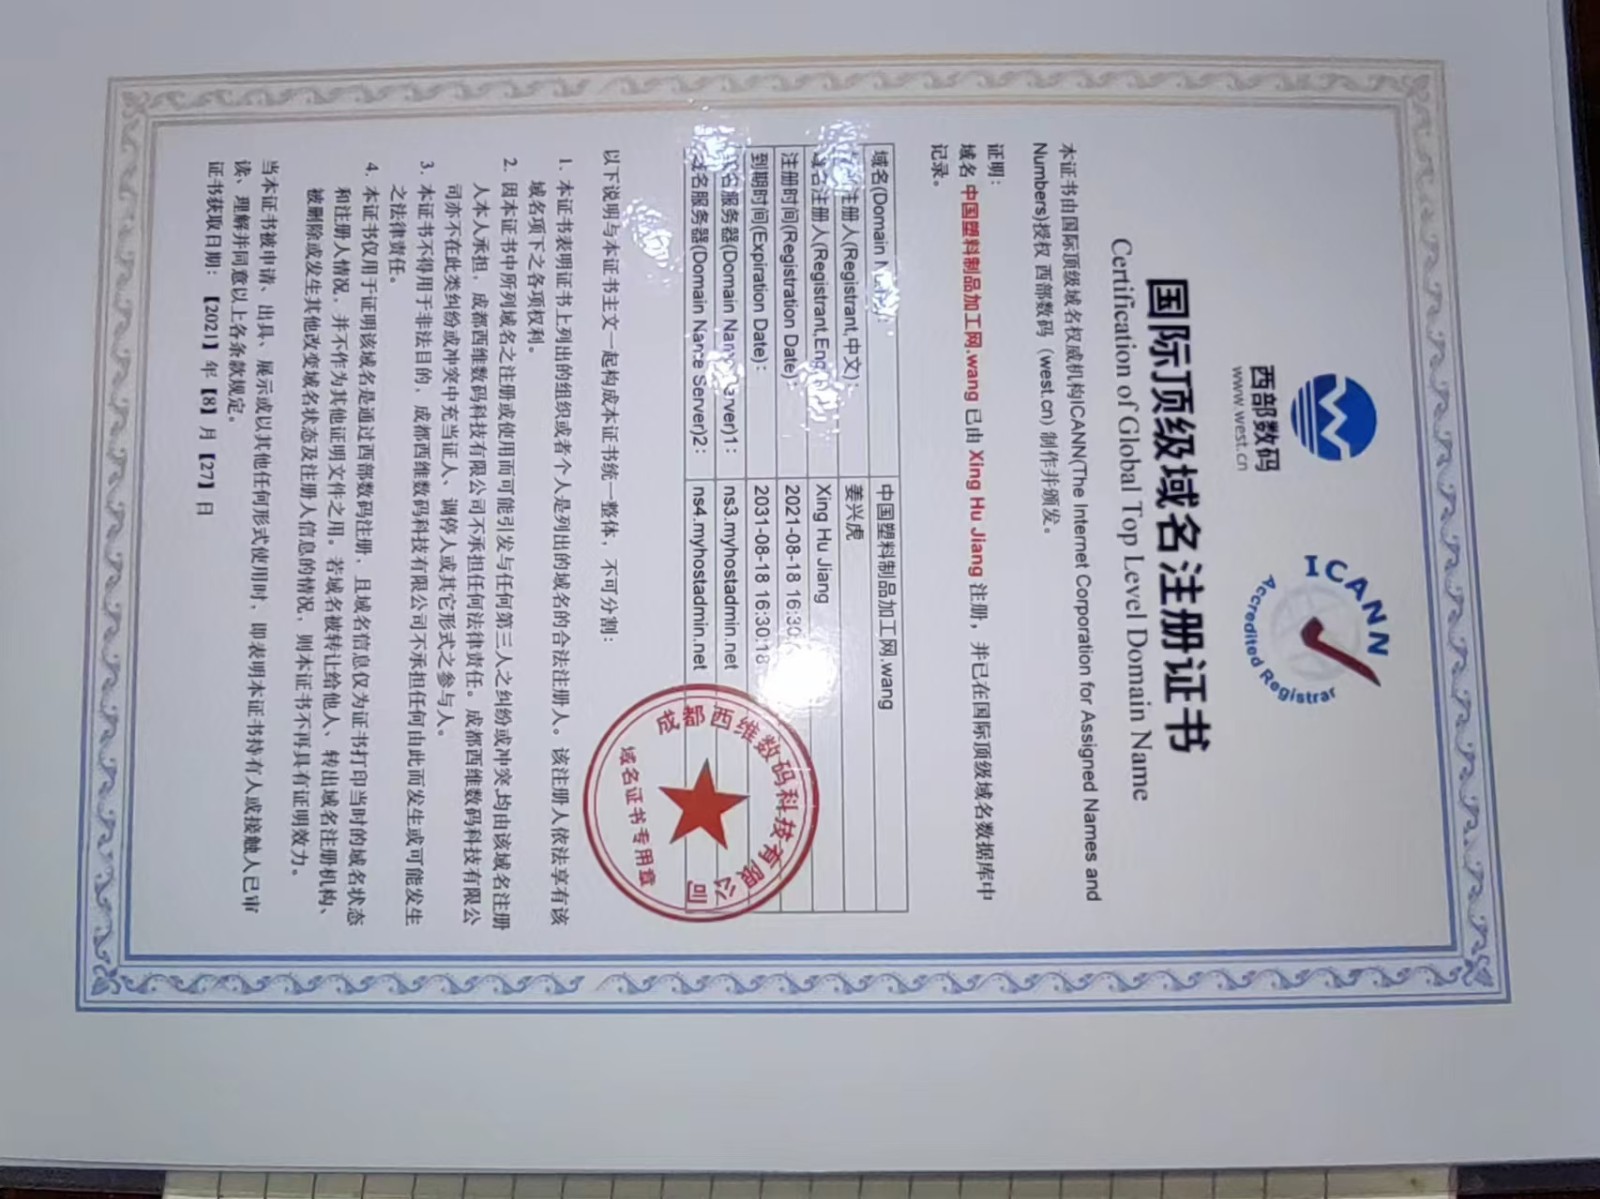 西部数码
www.west.cn
ICANN
Accredited Registrar
国际顶级域名注册证书
Certification of Global Top Level Domain Name
本证书由国际顶级域名权威机构ICANN(The Internet Corporation for Assigned Names and
Numbers)授权 西部数码 (west.cn) 制作并颁发。
证明：
域名 中国塑料制品加工网.wang 已由 Xing Hu Jiang 注册，并已在国际顶级域名数据库中
记录。
域名(Domain 中国塑料制品加工网.wang
注册人(Registrant,中文)： 姜兴虎
域名注册人(Registrant,Eng Xing Hu Jiang
注册时间(Registration Date)： 2021-08-18 16:30:
到期时间(Expiration Date)： 2031-08-18 16:30:18
域名服务器(Domain Name Server)1： ns3.myhostadmin.net
域名服务器(Domain Name Server)2： ns4.myhostadmin.net
成都西维数码科技有限公司
域名证书专用章
以下说明与本证书主文一起构成本证书统一整体，不可分割：
1. 本证书表明证书上列出的组织或者个人是列出的域名的合法注册人。该注册人依法享有该
域名项下之各项权利。
2. 因本证书中所列域名之注册或使用而可能引发与任何第三人之纠纷或冲突,均由该域名注册
人本人承担，成都西维数码科技有限公司不承担任何法律责任。成都西维数码科技有限公
司亦不在此类纠纷或冲突中充当证人、调停人或其它形式之参与人。
3. 本证书不得用于非法目的，成都西维数码科技有限公司不承担任何由此而发生或可能发生
之法律责任。
4. 本证书仅用于证明该域名是通过西部数码注册，且域名信息仅为证书打印当时的域名状态
和注册人情况，并不作为其他证明文件之用。若域名被转让给他人、转出域名注册机构、
被删除或发生其他改变域名状态及注册人信息的情况，则本证书不再具有证明效力。
当本证书被申请、出具、展示或以其他任何形式使用时，即表明本证书持有人或接触人已审
读、理解并同意以上各条款规定。
证书获取日期：【2021】年【8】月【27】日